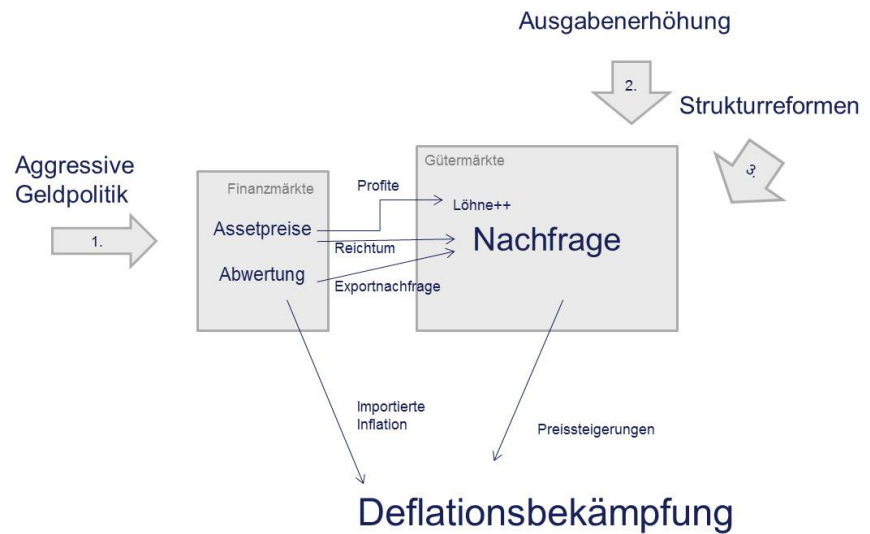 Ausgabenerhöhung
2.
Strukturreformen
3.
Aggressive
Geldpolitik
1.
Finanzmärkte
Assetpreise
Abwertung
Profite
Reichtum
Exportnachfrage
Gütermärkte
Löhne++
Nachfrage
Importierte
Inflation
Preissteigerungen
Deflationsbekämpfung